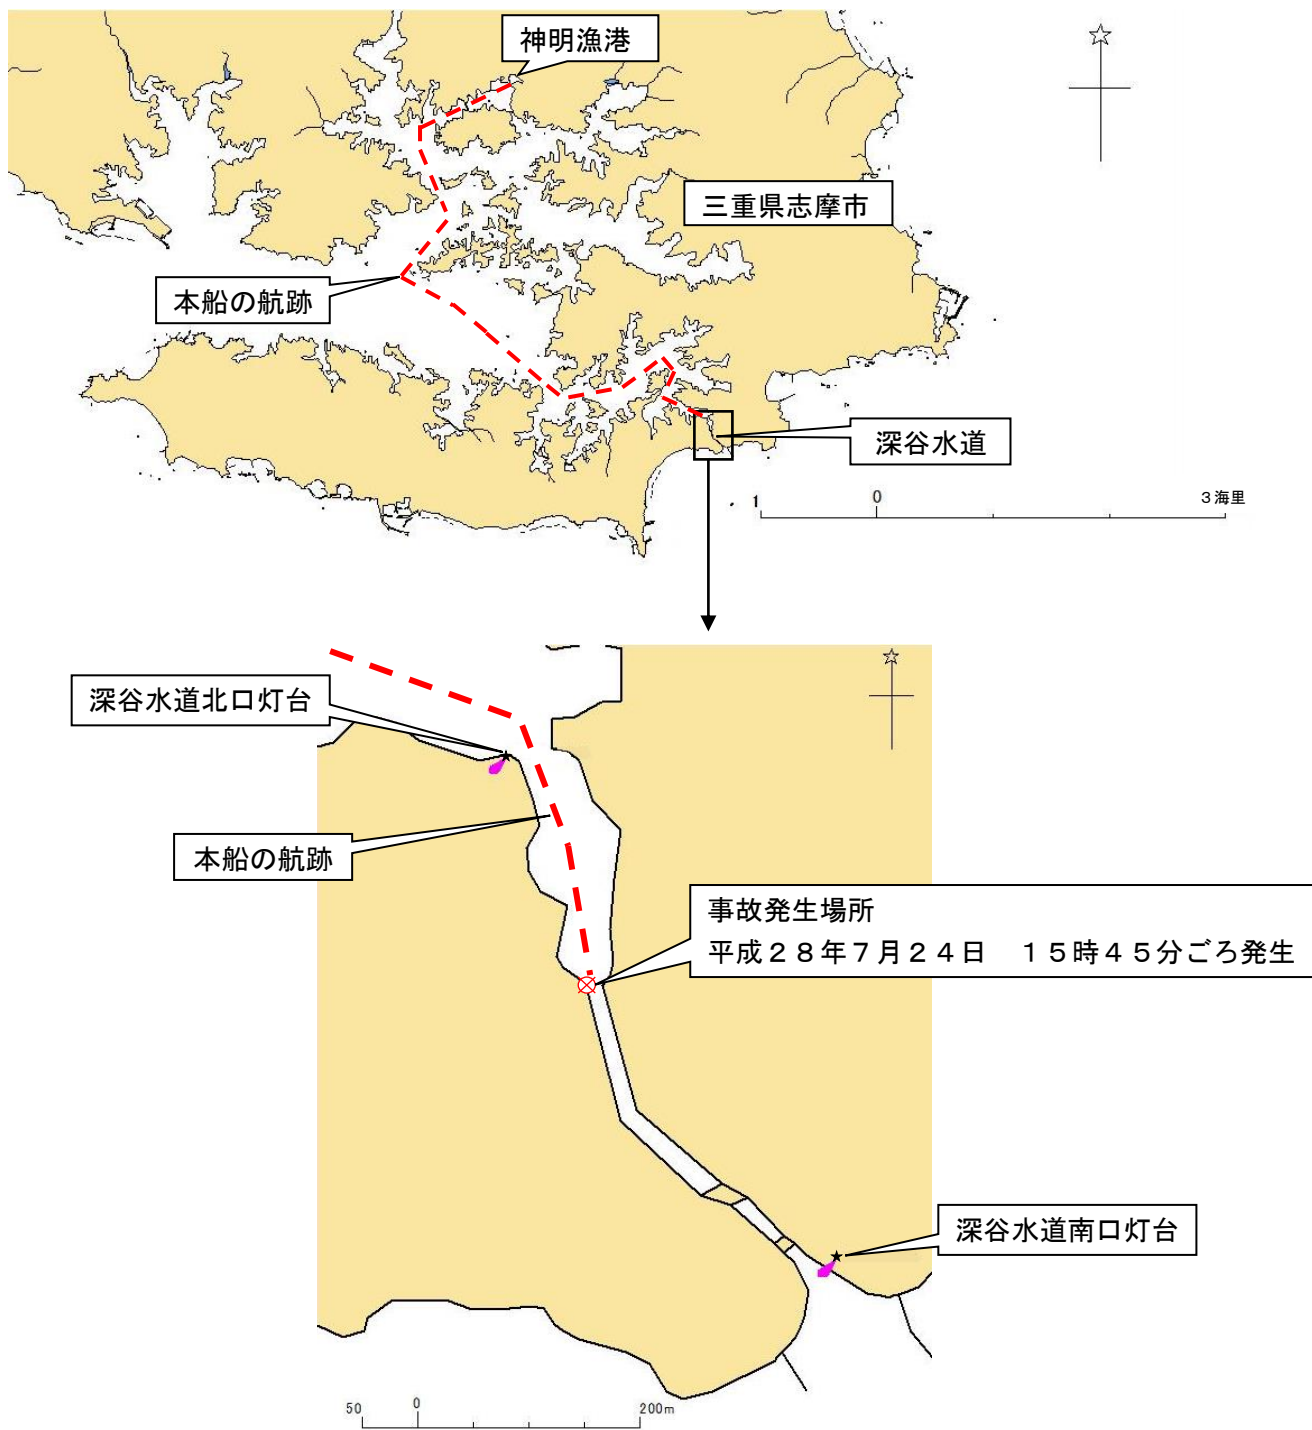 神明漁港
三重県志摩市
本船の航跡
深谷水道
1 0 3海里
深谷水道北口灯台
本船の航跡
事故発生場所
平成28年7月24日 15時45分ごろ発生
深谷水道南口灯台
50 0 200m